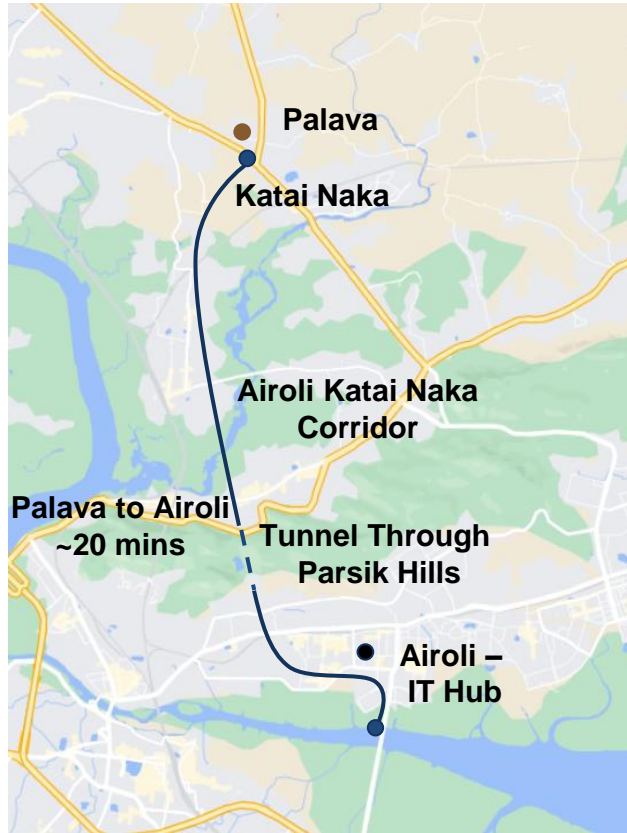 Palava
Katai Naka
Airoli Katai Naka
Corridor
Palava to Airoli
~20 mins
Tunnel Through
Parsik Hills
Airoli –
IT Hub